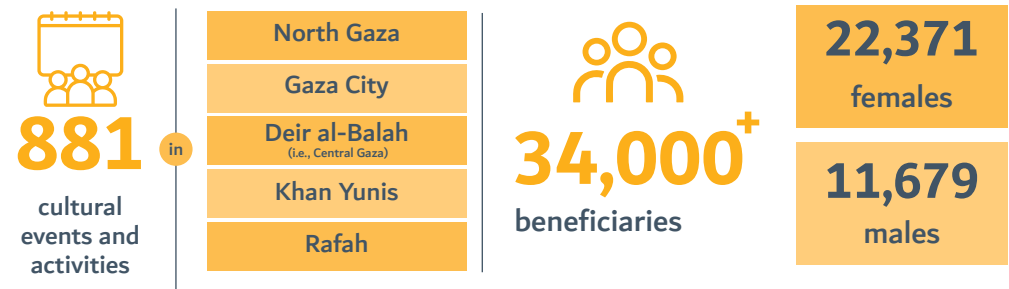 881
cultural
events and
activities
in
North Gaza
Gaza City
Deir al-Balah
(i.e., Central Gaza)
Khan Yunis
Rafah
34,000+
beneficiaries
22,371
females
11,679
males